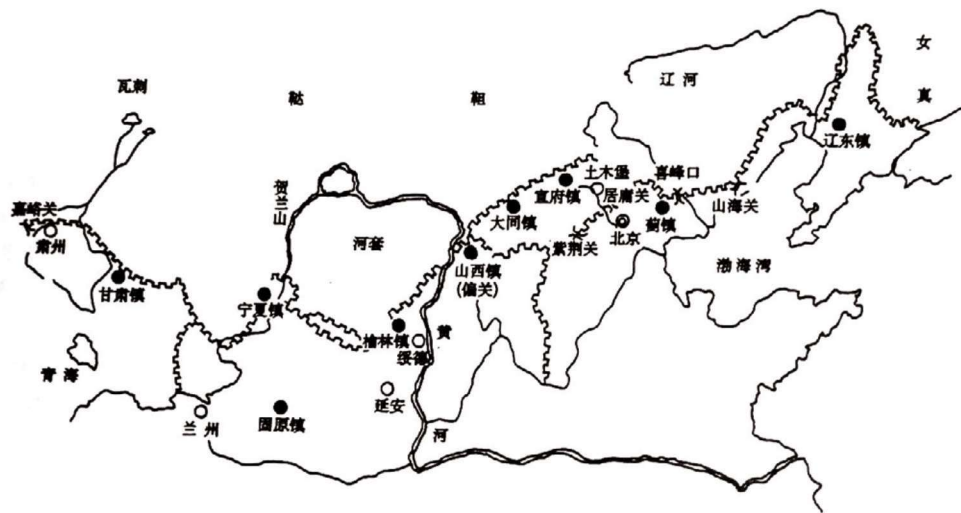 瓦剌
鞑
靼
辽河
女
真
辽东镇
土木堡
喜峰口
宣府镇
居庸关
贺兰山
嘉峪关
大同镇
蓟镇
山海关
肃州
北京
河套
紫荆关
山西镇
(偏关)
渤海湾
甘肃镇
宁夏镇
榆林镇
黄
绥德
青海
延安
兰州
固原镇
河